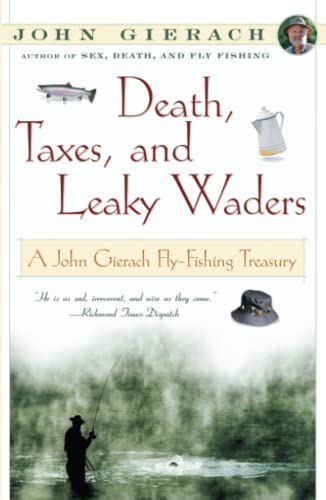 JOHN GIERACH
AUTHOR OF SEX, DEATH, AND FLY FISHING
Death,
Taxes, and
Leaky Waders
A John Gierach Fly-Fishing Treasury
"He is as sad, irreverent, and wise as they come."
—Richmond Times-Dispatch